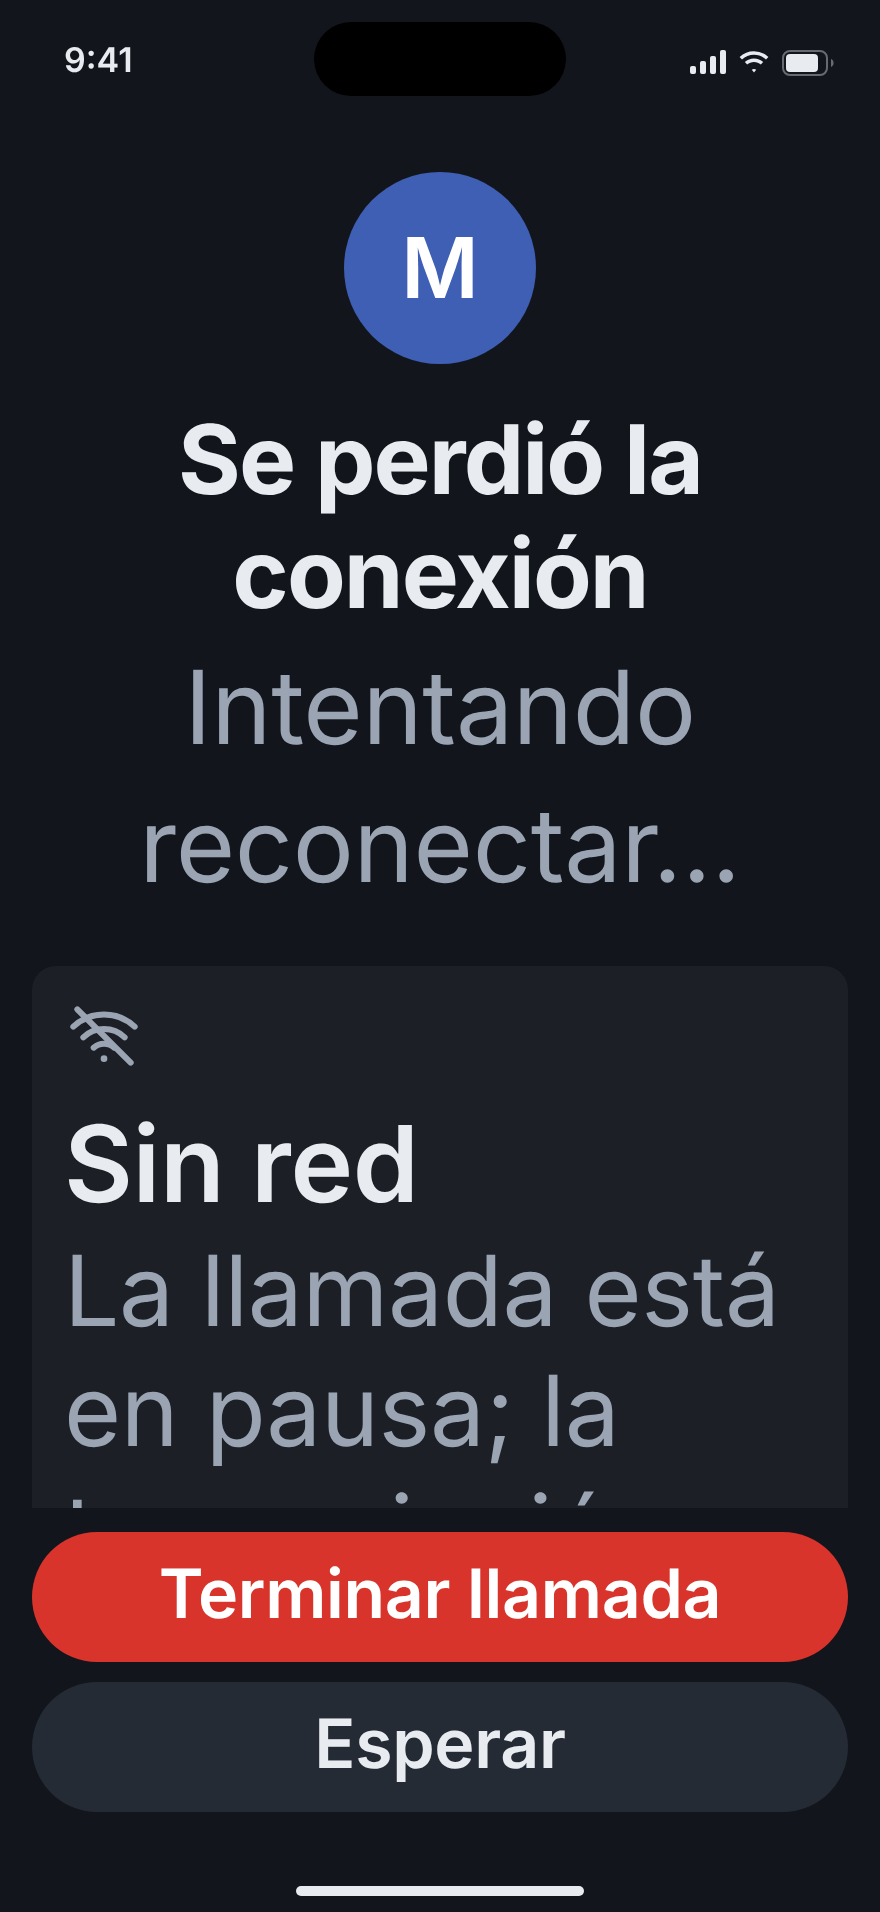 9:41
M
Se perdió la
conexión
Intentando
reconectar...
Sin red
La llamada está
en pausa; la
Terminar llamada
Esperar